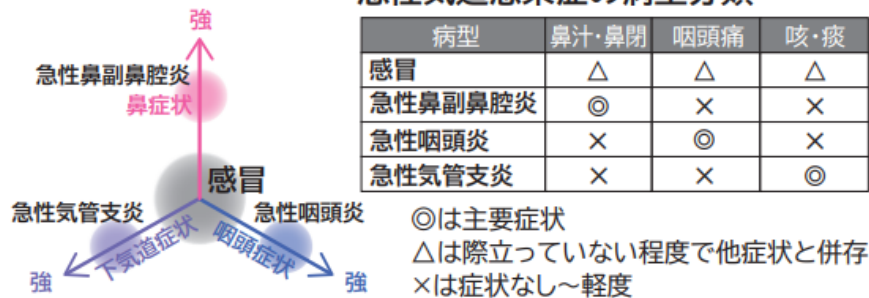 強
急性鼻副鼻腔炎
鼻症状
感冒
急性気管支炎
急性咽頭炎
下気道症状
咽頭症状
強
強
病型 鼻汁・鼻閉 咽頭痛 咳・痰
感冒 △ △ △
急性鼻副鼻腔炎 ◎ × ×
急性咽頭炎 × ◎ ×
急性気管支炎 × × ◎
◎は主要症状
△は際立っていない程度で他症状と併存
×は症状なし~軽度